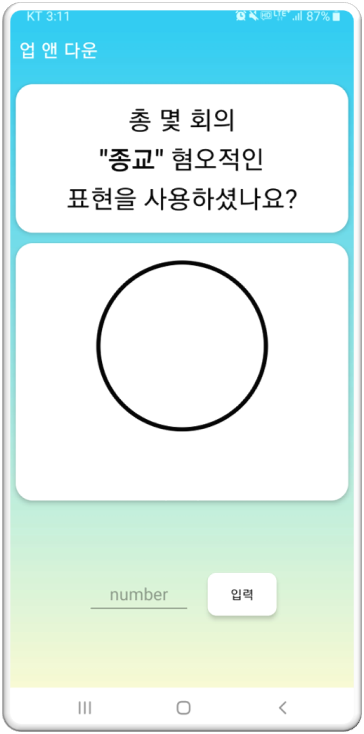 KT 3:11
87%
업 앤 다운
총 몇 회의
"종교" 혐오적인
표현을 사용하셨나요?
number
입력